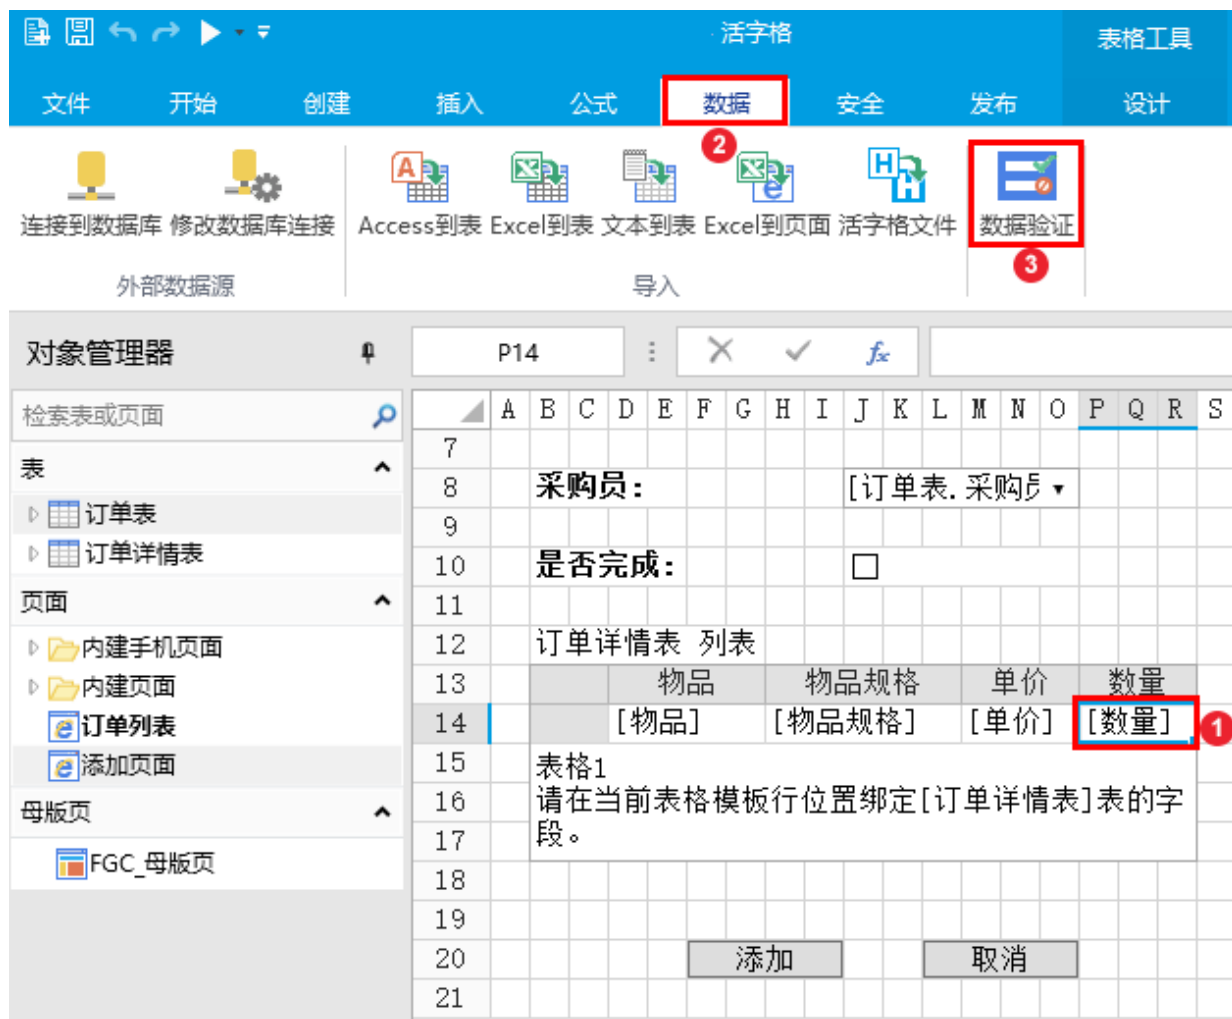 活字格
表格工具
文件 开始 创建 插入 公式 数据 安全 发布 设计
2
连接到数据库 修改数据库连接 Access到表 Excel到表 文本到表 Excel到页面 活字格文件 数据验证
3
外部数据源 导入
对象管理器
P14
fx
检索表或页面
A B C D E F G H I J K L M N O P Q R S
表
7
订单表
8 采购员: [订单表.采购员
9
订单详情表
10 是否完成:
页面
11
内建手机页面
12 订单详情表 列表
内建页面
13 物品 物品规格 单价 数量
订单列表
14 [物品] [物品规格] [单价] [数量] 1
添加页面
15 表格1
母版页
16 请在当前表格模板行位置绑定[订单详情表]表的字
17 段。
FGC_母版页
18
19
20 添加 取消
21